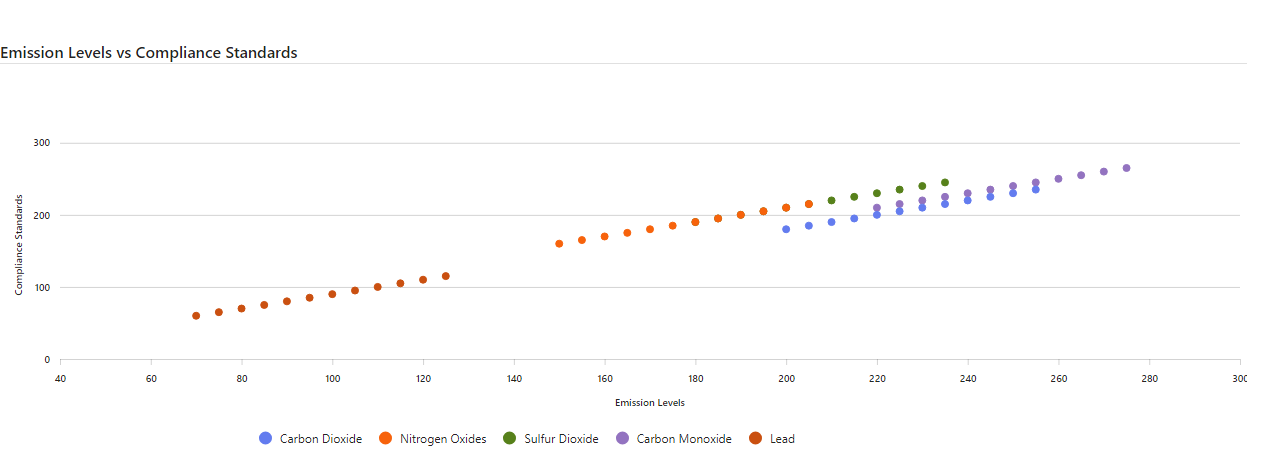 Emission Levels vs Compliance Standards
300
200
100
0
Compliance Standards
40 60 80 100 120 140 160 180 200 220 240 260 280 300
Emission Levels
Carbon Dioxide Nitrogen Oxides Sulfur Dioxide Carbon Monoxide Lead